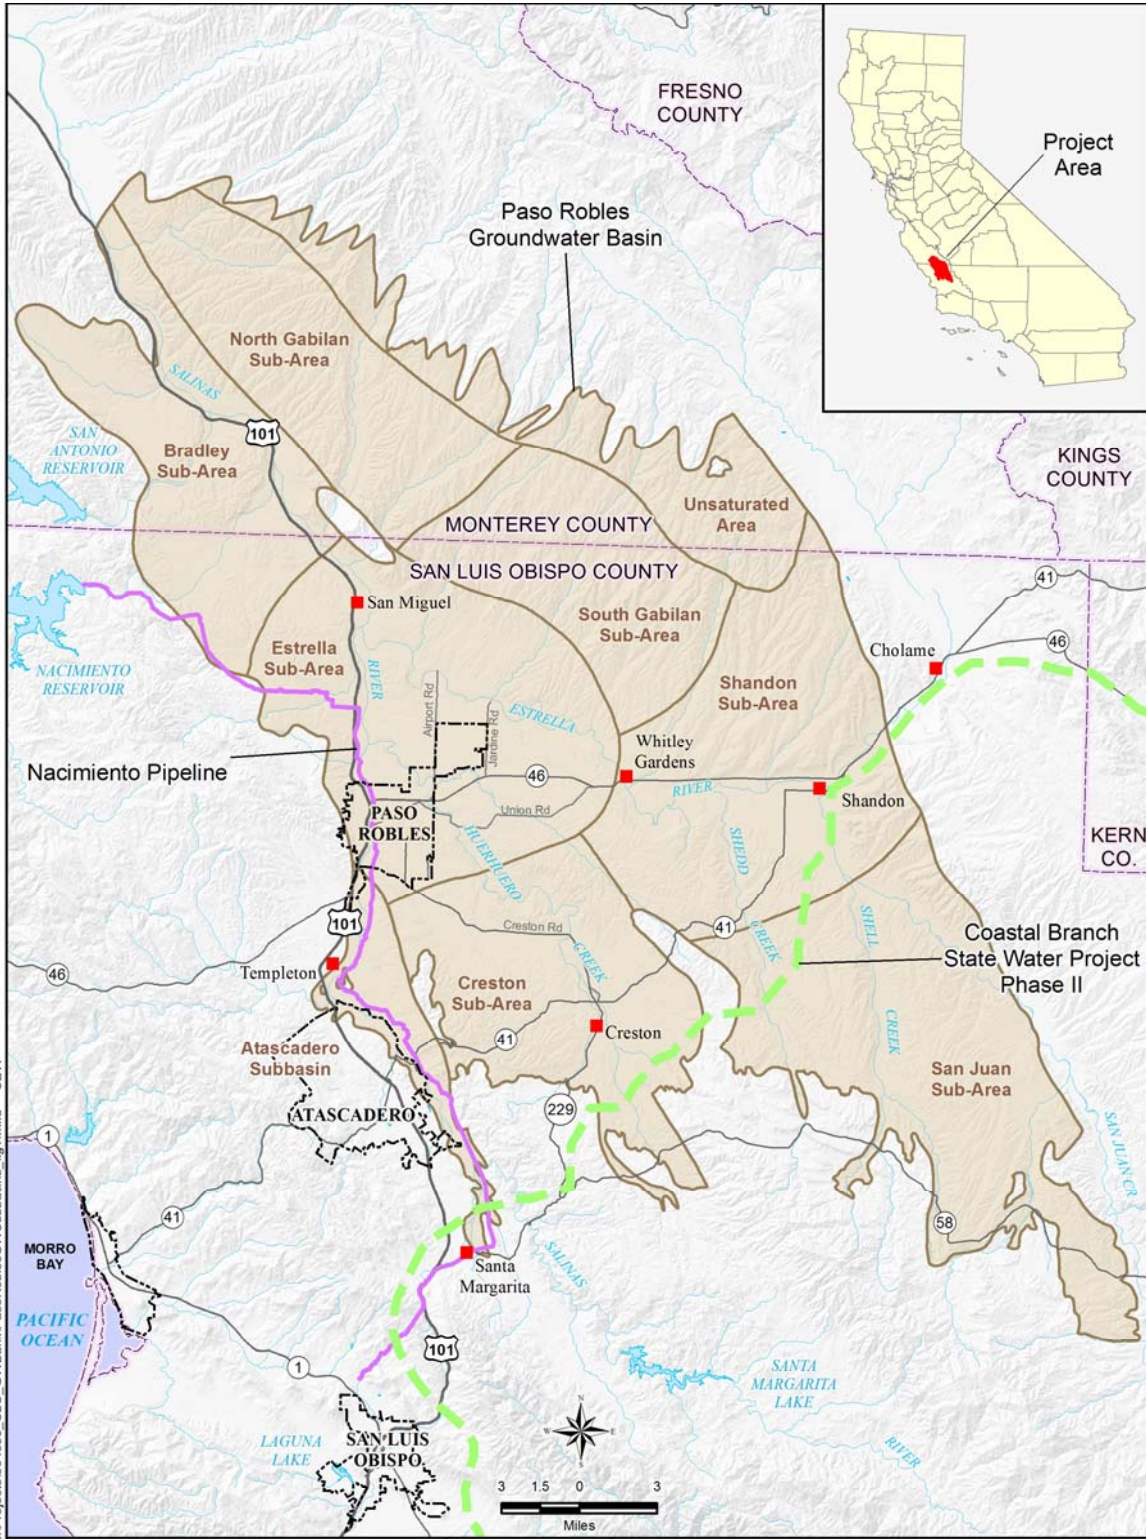 FRESNO
COUNTY
Project
Area
Paso Robles
Groundwater Basin
North Gabilan
Sub-Area
SALINAS
101
SAN
ANTONIO
RESERVOIR
Bradley
Sub-Area
KINGS
COUNTY
Unsaturated
Area
MONTEREY COUNTY
SAN LUIS OBISPO COUNTY
41
San Miguel
South Gabilan
Sub-Area
46
Cholame
Estrella
Sub-Area
NACIMIENTO
RESERVOIR
RIVER
Shandon
Sub-Area
Airport Rd
ESTRELLA
Jardine Rd
Whitley
Gardens
Nacimiento Pipeline
46
RIVER
Shandon
Union Rd
PASO
ROBLES
HUERHUERO
SHEDD
KERN
CO.
101
Creston Rd
41
CREEK
SHELL
Coastal Branch
State Water Project
Phase II
CREEK
46
Templeton
Creston
Sub-Area
Creston
41
CREEK
Atascadero
Subbasin
San Juan
Sub-Area
ATASCADERO
229
SAN JUAN CR
1
41
58
MORRO
BAY
Santa
Margarita
SALINAS
PACIFIC
OCEAN
101
1
SANTA
MARGARITA
LAKE
N
W
E
S
LAGUNA
LAKE
SAN LUIS
OBISPO
RIVER
3 1.5 0 3
Miles